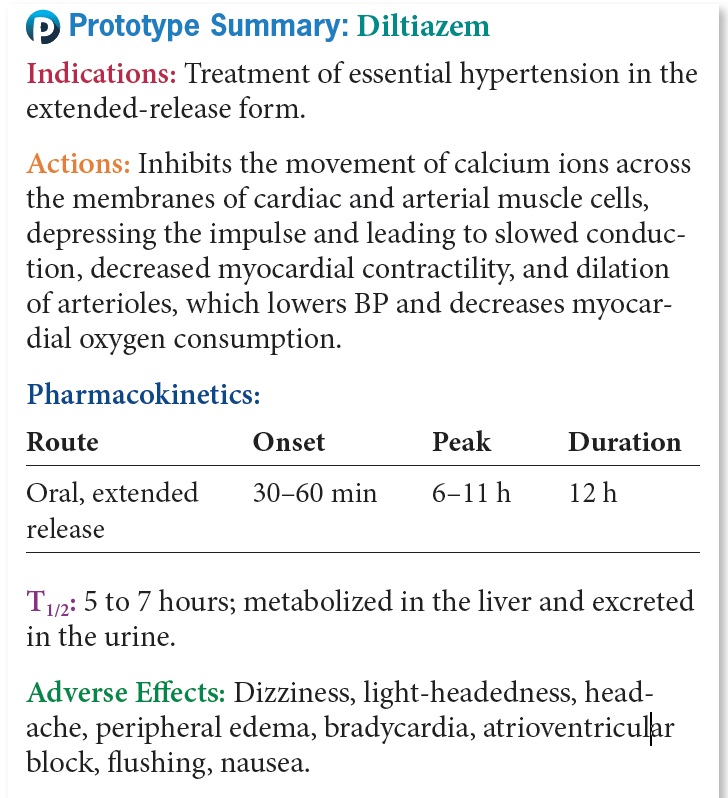 P Prototype Summary: Diltiazem
Indications: Treatment of essential hypertension in the
extended-release form.
Actions: Inhibits the movement of calcium ions across
the membranes of cardiac and arterial muscle cells,
depressing the impulse and leading to slowed conduc-
tion, decreased myocardial contractility, and dilation
of arterioles, which lowers BP and decreases myocar-
dial oxygen consumption.
Pharmacokinetics:
Route Onset Peak Duration
Oral, extended 30–60 min 6–11 h 12 h
release
T1/2: 5 to 7 hours; metabolized in the liver and excreted
in the urine.
Adverse Effects: Dizziness, light-headedness, head-
ache, peripheral edema, bradycardia, atrioventricular
block, flushing, nausea.